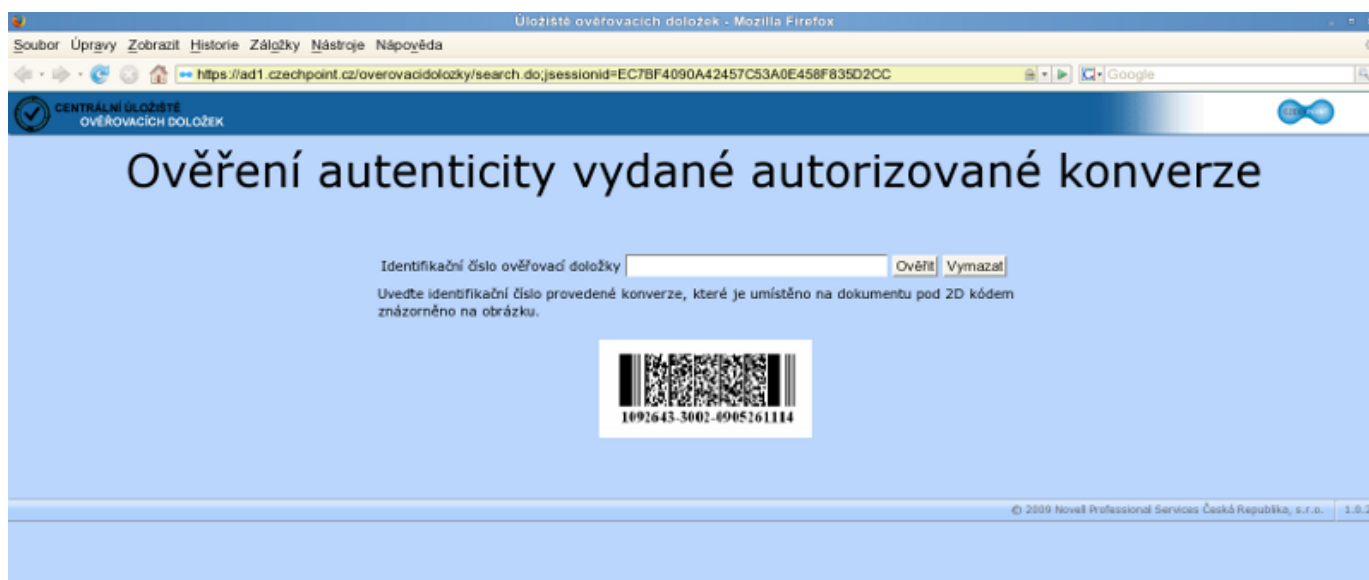 Úložiště ověřovacích doložek - Mozilla Firefox
Soubor Úpravy Zobrazit Historie Záložky Nástroje Nápověda
https://ad1.czechpoint.cz/overovacidolozky/search.do;jsessionid=EC7BF4090A42457C53A0E458F835D2CC Google
CENTRÁLNÍ ÚLOŽIŠTĚ
OVĚŘOVACÍCH DOLOŽEK
Ověření autenticity vydané autorizované konverze
Identifikační číslo ověřovací doložky Ověřit Vymazat
Uveďte identifikační číslo provedené konverze, které je umístěno na dokumentu pod 2D kódem
znázorněno na obrázku.
1092643-3002-0905261114
© 2009 Novell Professional Services Česká Republika, s.r.o.